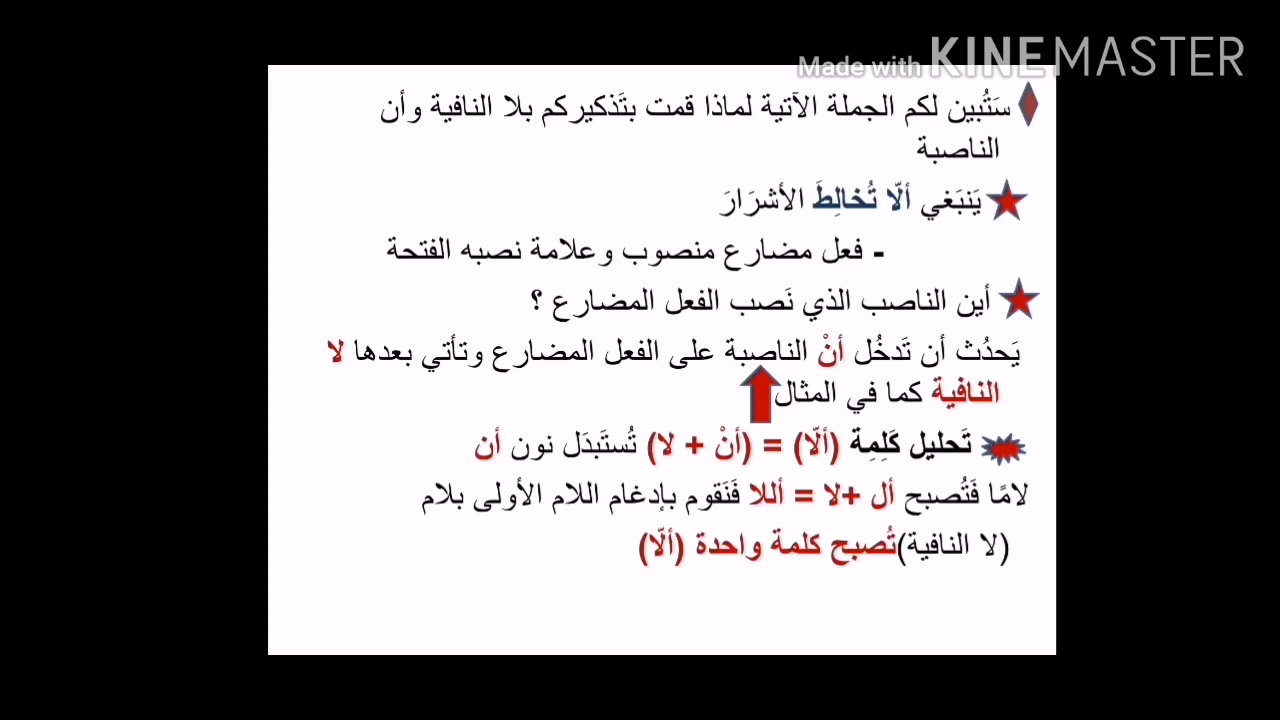 Made with KINEMASTER
سَتُبين لكم الجملة الآتية لماذا قمت بتَذكيركم بلا النافية وأن
الناصبة
يَنبَغي ألّا تُخالِطَ الأشرَارَ
- فعل مضارع منصوب وعلامة نصبه الفتحة
أين الناصب الذي نَصب الفعل المضارع ؟
يَحدُث أن تَدخُل أنْ الناصبة على الفعل المضارع وتأتي بعدها لا
النافية كما في المثال
تَحليل كَلِمِة (ألّا) = (أنْ + لا) تُستَبدَل نون أن
لامًا فَتُصبح أل +لا = أللا فَنَقوم بإدغام اللام الأولى بلام
(لا النافية)تُصبح كلمة واحدة (ألّا)